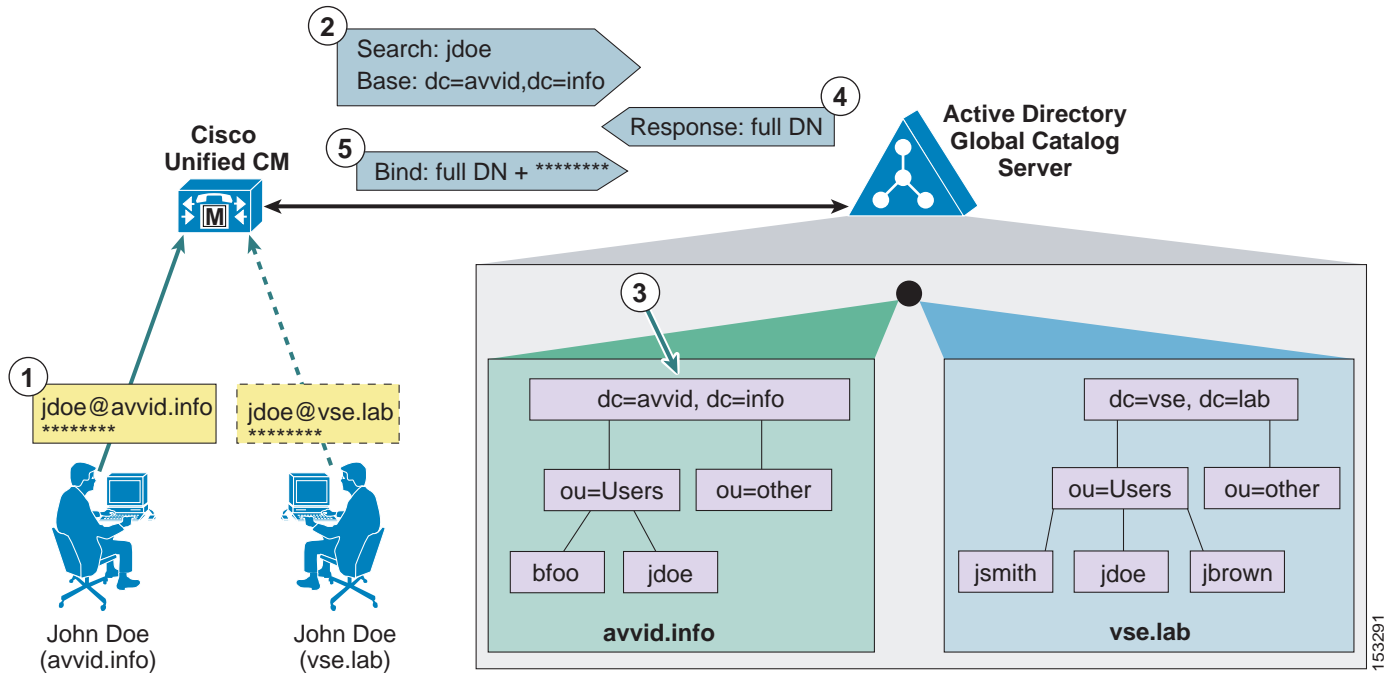 2
Search: jdoe
Base: dc=avvid,dc=info
4
Response: full DN
5
Bind: full DN + ********
Cisco
Unified CM
M
Active Directory
Global Catalog
Server
1
jdoe@avvid.info
********
jdoe@vse.lab
********
John Doe
(avvid.info)
John Doe
(vse.lab)
3
dc=avvid, dc=info
ou=Users
ou=other
bfoo
jdoe
avvid.info
dc=vse, dc=lab
ou=Users
ou=other
jsmith
jdoe
jbrown
vse.lab
153291